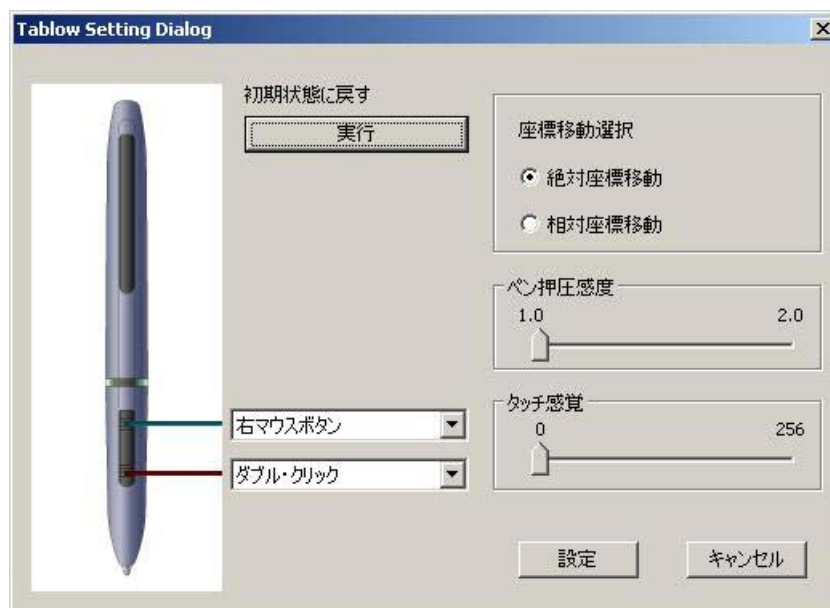 Tablow Setting Dialog
初期状態に戻す
実行
座標移動選択
絶対座標移動
相対座標移動
ペン押圧感度
1.0 2.0
タッチ感覚
0 256
右マウスボタン
ダブル・クリック
設定 キャンセル